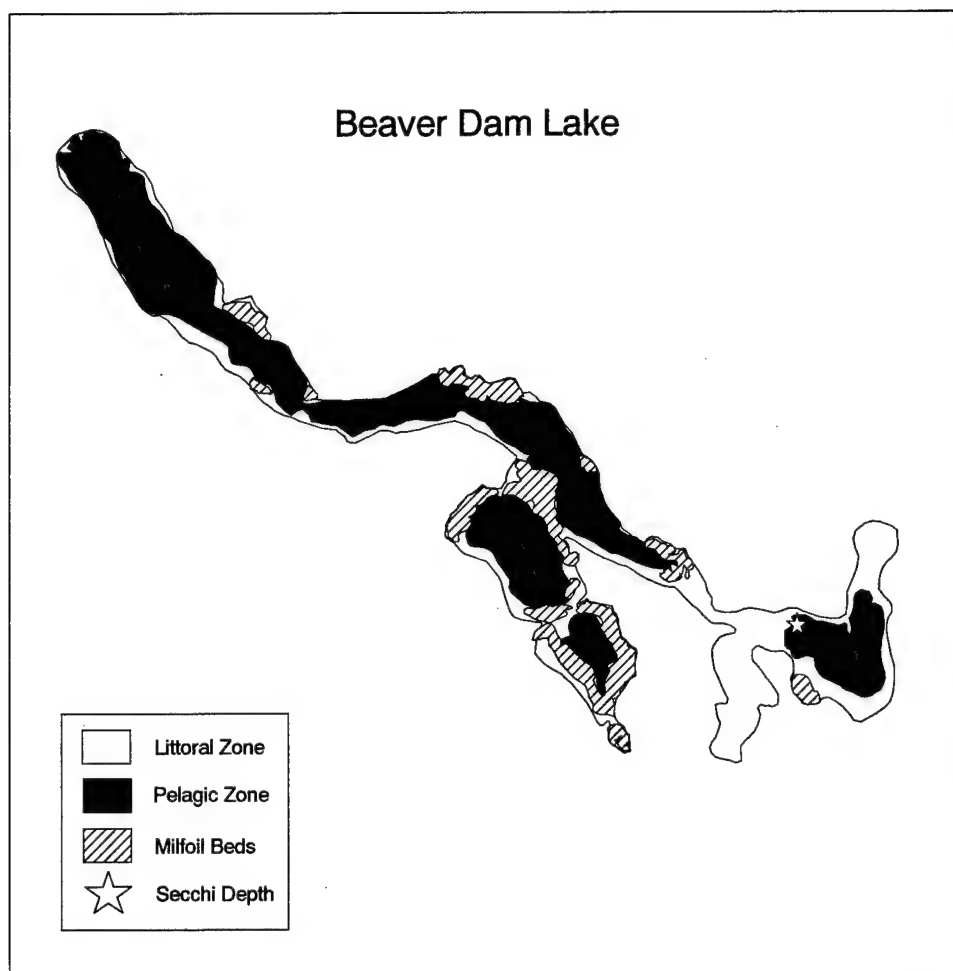 Beaver Dam Lake
Littoral Zone
Pelagic Zone
Milfoil Beds
Secchi Depth